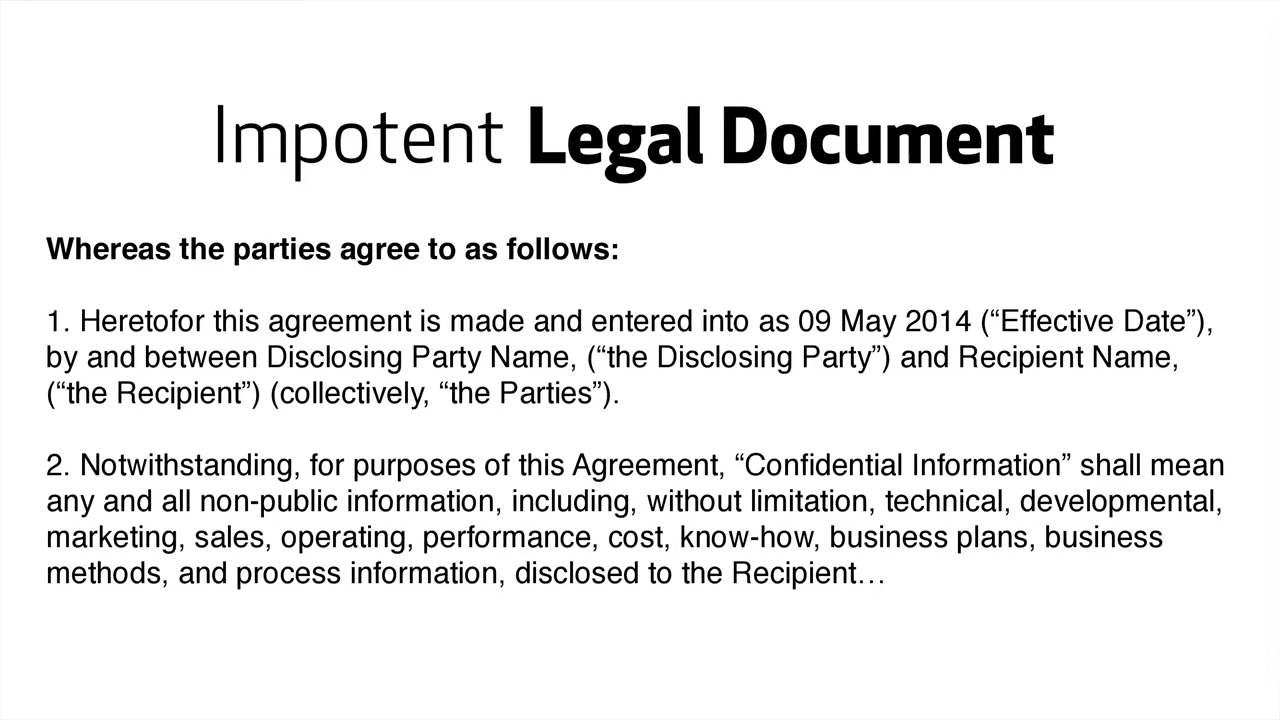 Impotent Legal Document
Whereas the parties agree to as follows:
1. Heretofor this agreement is made and entered into as 09 May 2014 (“Effective Date”),
by and between Disclosing Party Name, (“the Disclosing Party”) and Recipient Name,
(“the Recipient”) (collectively, “the Parties”).
2. Notwithstanding, for purposes of this Agreement, “Confidential Information” shall mean
any and all non-public information, including, without limitation, technical, developmental,
marketing, sales, operating, performance, cost, know-how, business plans, business
methods, and process information, disclosed to the Recipient…